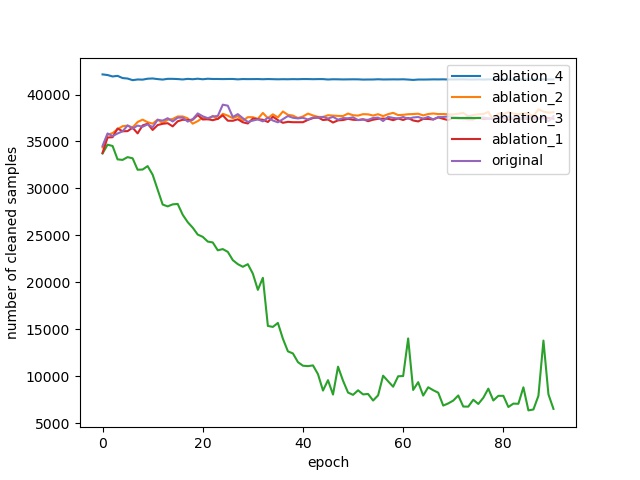 number of cleaned samples
40000
35000
30000
25000
20000
15000
10000
5000
0 20 40 60 80
epoch
ablation_4
ablation_2
ablation_3
ablation_1
original